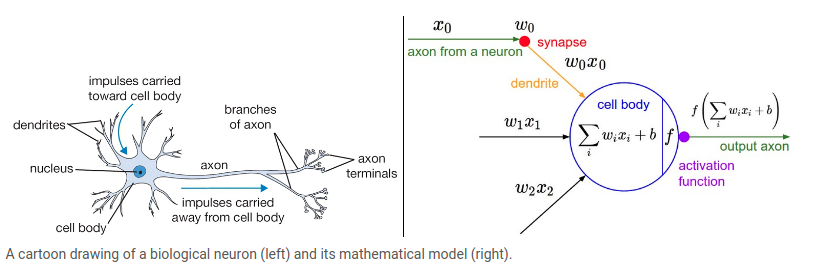 impulses carried
toward cell body
dendrites
nucleus
cell body
axon
impulses carried
away from cell body
branches
of axon
axon
terminals
x₀
w₀
axon from a neuron
synapse
w₀x₀
dendrite
cell body
w₁x₁
∑ᵢ wᵢxᵢ + b
f
f(∑ᵢ wᵢxᵢ + b)
output axon
activation
function
w₂x₂
A cartoon drawing of a biological neuron (left) and its mathematical model (right).